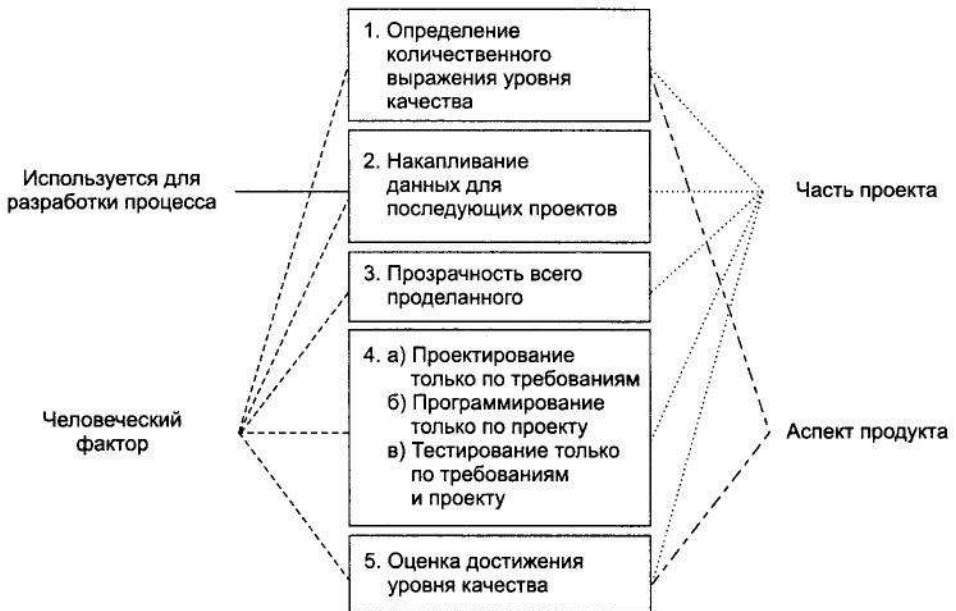 1. Определение
количественного
выражения уровня
качества
Используется для
разработки процесса
2. Накапливание
данных для
последующих проектов
Часть проекта
3. Прозрачность всего
проделанного
Человеческий
фактор
4. а) Проектирование
только по требованиям
б) Программирование
только по проекту
в) Тестирование только
по требованиям
и проекту
Аспект продукта
5. Оценка достижения
уровня качества